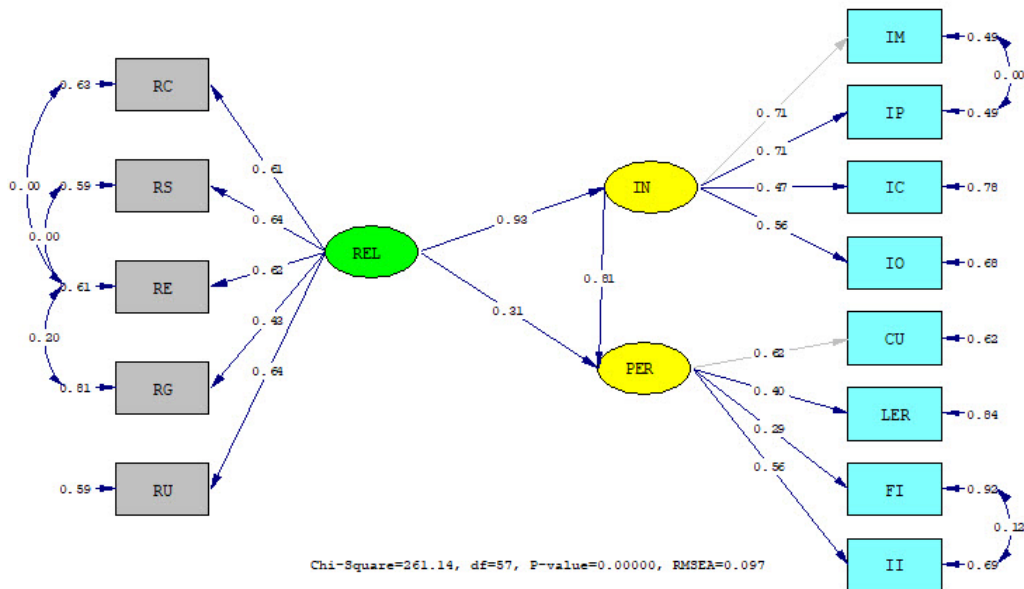 IM
0.49
0.00
0.63
RC
0.71
IP
0.49
0.61
0.71
0.00
0.59
RS
IN
0.47
IC
0.78
0.64
0.93
0.56
0.00
REL
IO
0.68
0.62
0.61
RE
0.81
0.31
0.43
CU
0.62
0.20
0.62
PER
0.64
0.81
RG
0.40
LER
0.84
0.29
0.56
0.59
RU
FI
0.92
0.12
Chi-Square=261.14, df=57, P-value=0.00000, RMSEA=0.097
II
0.69